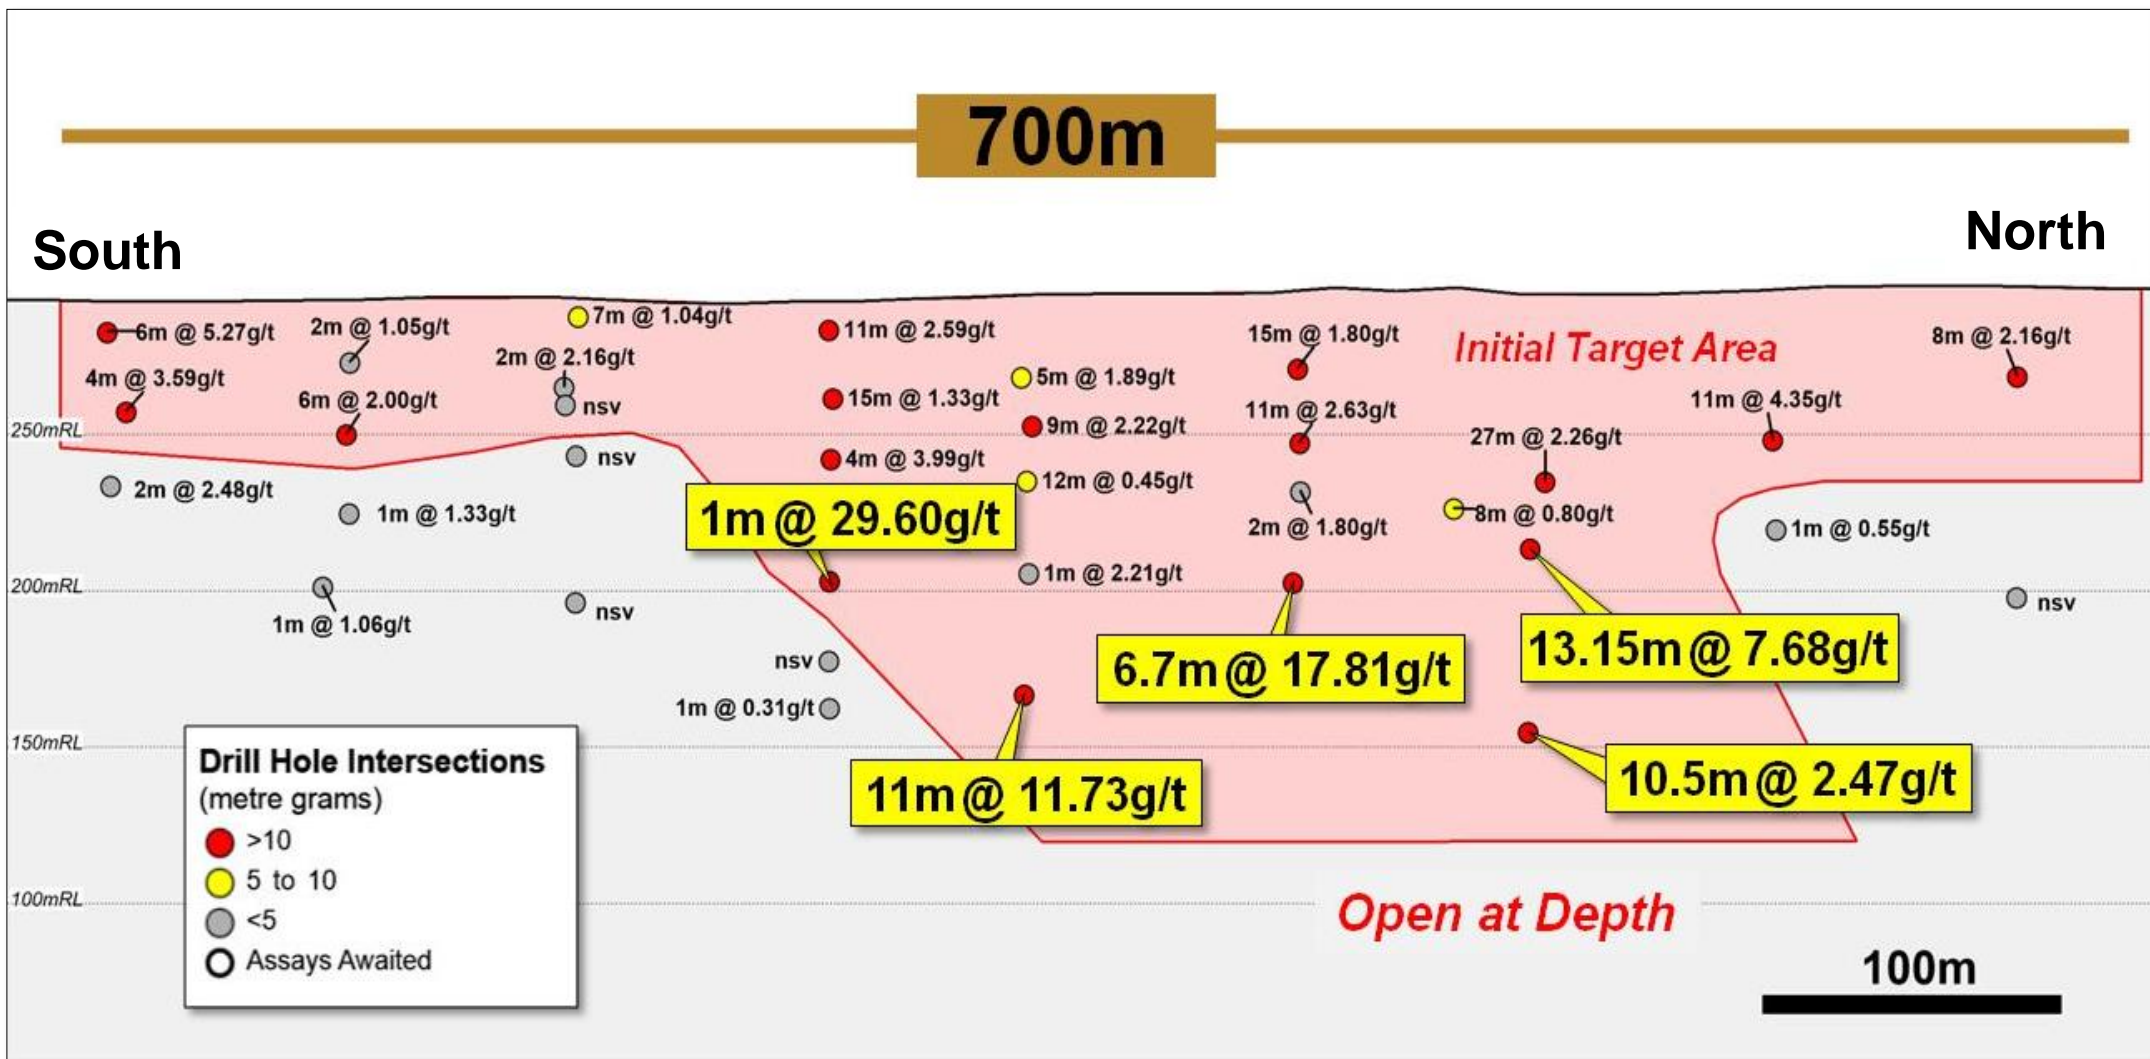 700m
South
North
6m @ 5.27g/t
2m @ 1.05g/t
7m @ 1.04g/t
11m @ 2.59g/t
15m @ 1.80g/t
Initial Target Area
8m @ 2.16g/t
4m @ 3.59g/t
2m @ 2.16g/t
5m @ 1.89g/t
6m @ 2.00g/t
nsv
15m @ 1.33g/t
11m @ 2.63g/t
11m @ 4.35g/t
250mRL
9m @ 2.22g/t
27m @ 2.26g/t
nsv
4m @ 3.99g/t
2m @ 2.48g/t
12m @ 0.45g/t
1m @ 1.33g/t
1m @ 29.60g/t
2m @ 1.80g/t
8m @ 0.80g/t
1m @ 0.55g/t
200mRL
1m @ 2.21g/t
1m @ 1.06g/t
nsv
nsv
6.7m @ 17.81g/t
13.15m @ 7.68g/t
nsv
1m @ 0.31g/t
150mRL
11m @ 11.73g/t
10.5m @ 2.47g/t
100mRL
Open at Depth
Drill Hole Intersections
(metre grams)
>10
5 to 10
<5
Assays Awaited
100m